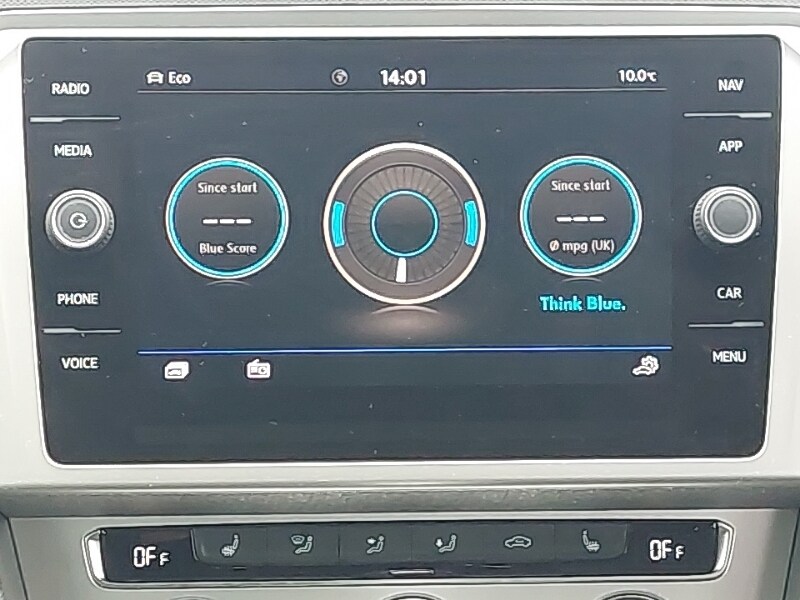 RADIO
MEDIA
PHONE
VOICE
Eco
14:01
10.0°C
Since start
---
Blue Score
Since start
---
Ø mpg (UK)
Think Blue.
NAV
APP
CAR
MENU
OFF
OFF